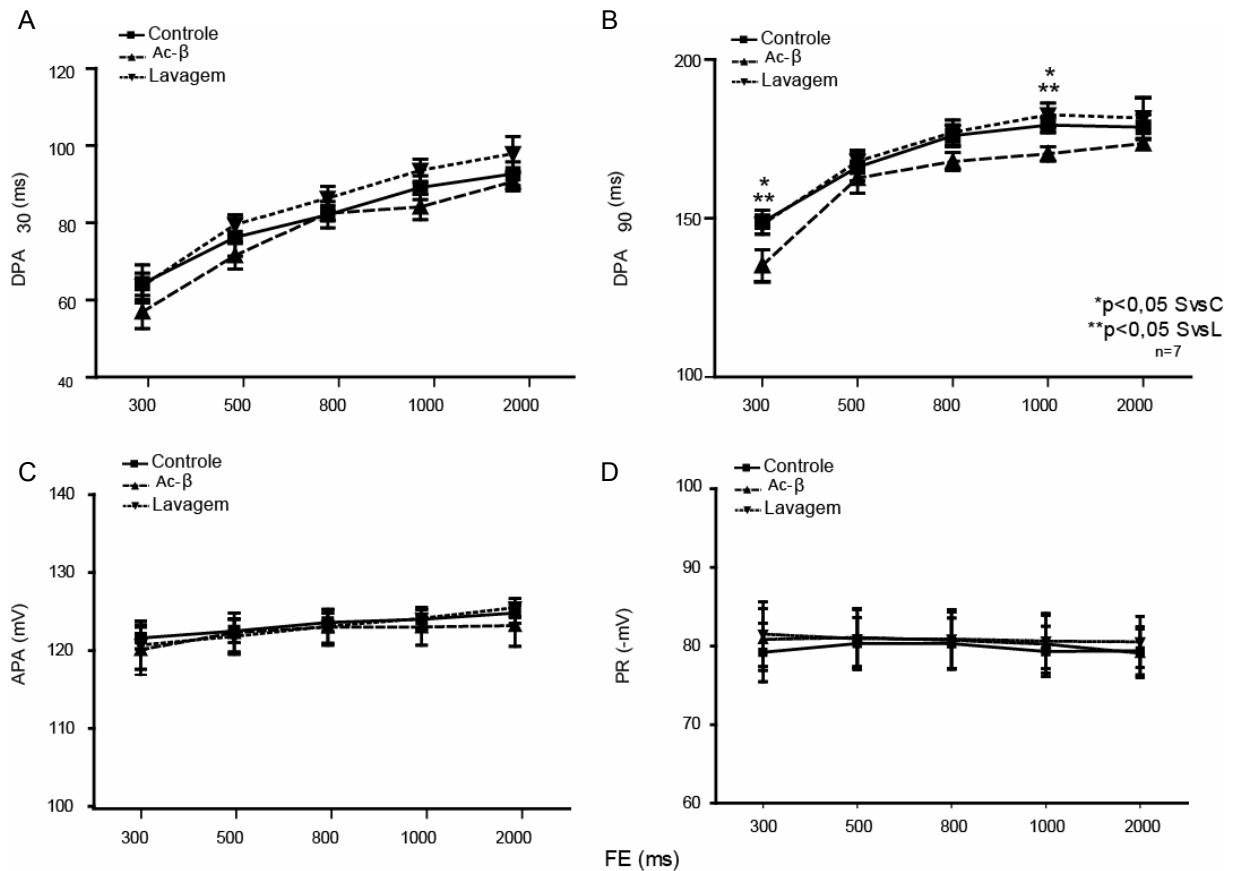 A
Controle
Ac-β
Lavagem
120
100
80
60
40
DPA 30 (ms)
300 500 800 1000 2000
B
Controle
Ac-β
Lavagem
200
150
100
DPA 90 (ms)
*
**
*
**
*p<0,05 SvsC
**p<0,05 SvsL
n=7
300 500 800 1000 2000
C
Controle
Ac-β
Lavagem
140
130
120
110
100
APA (mV)
300 500 800 1000 2000
D
Controle
Ac-β
Lavagem
100
90
80
70
60
PR (-mV)
300 500 800 1000 2000
FE (ms)